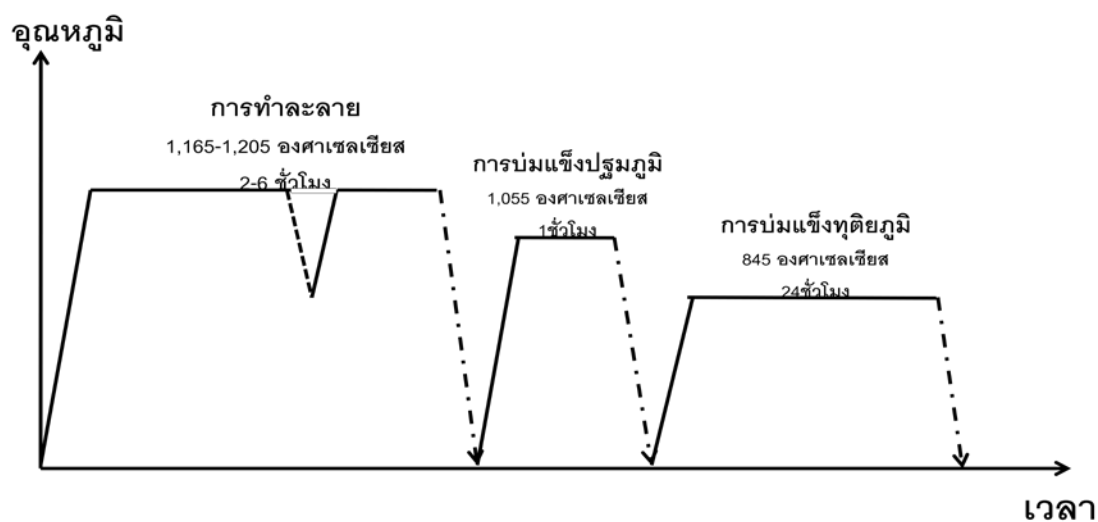 อุณหภูมิ
การทำละลาย
1,165-1,205 องศาเซลเซียส
2-6 ชั่วโมง
การบ่มแข็งปฐมภูมิ
1,055 องศาเซลเซียส
1ชั่วโมง
การบ่มแข็งทุติยภูมิ
845 องศาเซลเซียส
24ชั่วโมง
เวลา